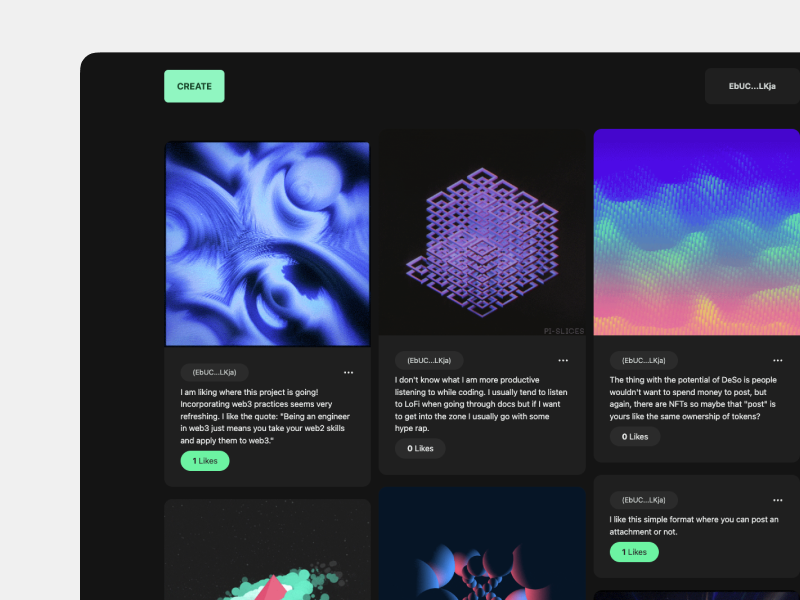 CREATE
EbUC...LKja
PI-SLICES
(EbUC...LKja)
I am liking where this project is going!
Incorporating web3 practices seems very
refreshing. I like the quote: "Being an engineer
in web3 just means you take your web2 skills
and apply them to web3."
1 Likes
(EbUC...LKja)
I don't know what I am more productive
listening to while coding. I usually tend to listen
to LoFi when going through docs but if I want
to get into the zone I usually go with some
hype rap.
0 Likes
(EbUC...LKja)
The thing with the potential of DeSo is people
wouldn't want to spend money to post, but
again, there are NFTs so maybe that "post" is
yours like the same ownership of tokens?
0 Likes
(EbUC...LKja)
I like this simple format where you can post an
attachment or not.
1 Likes